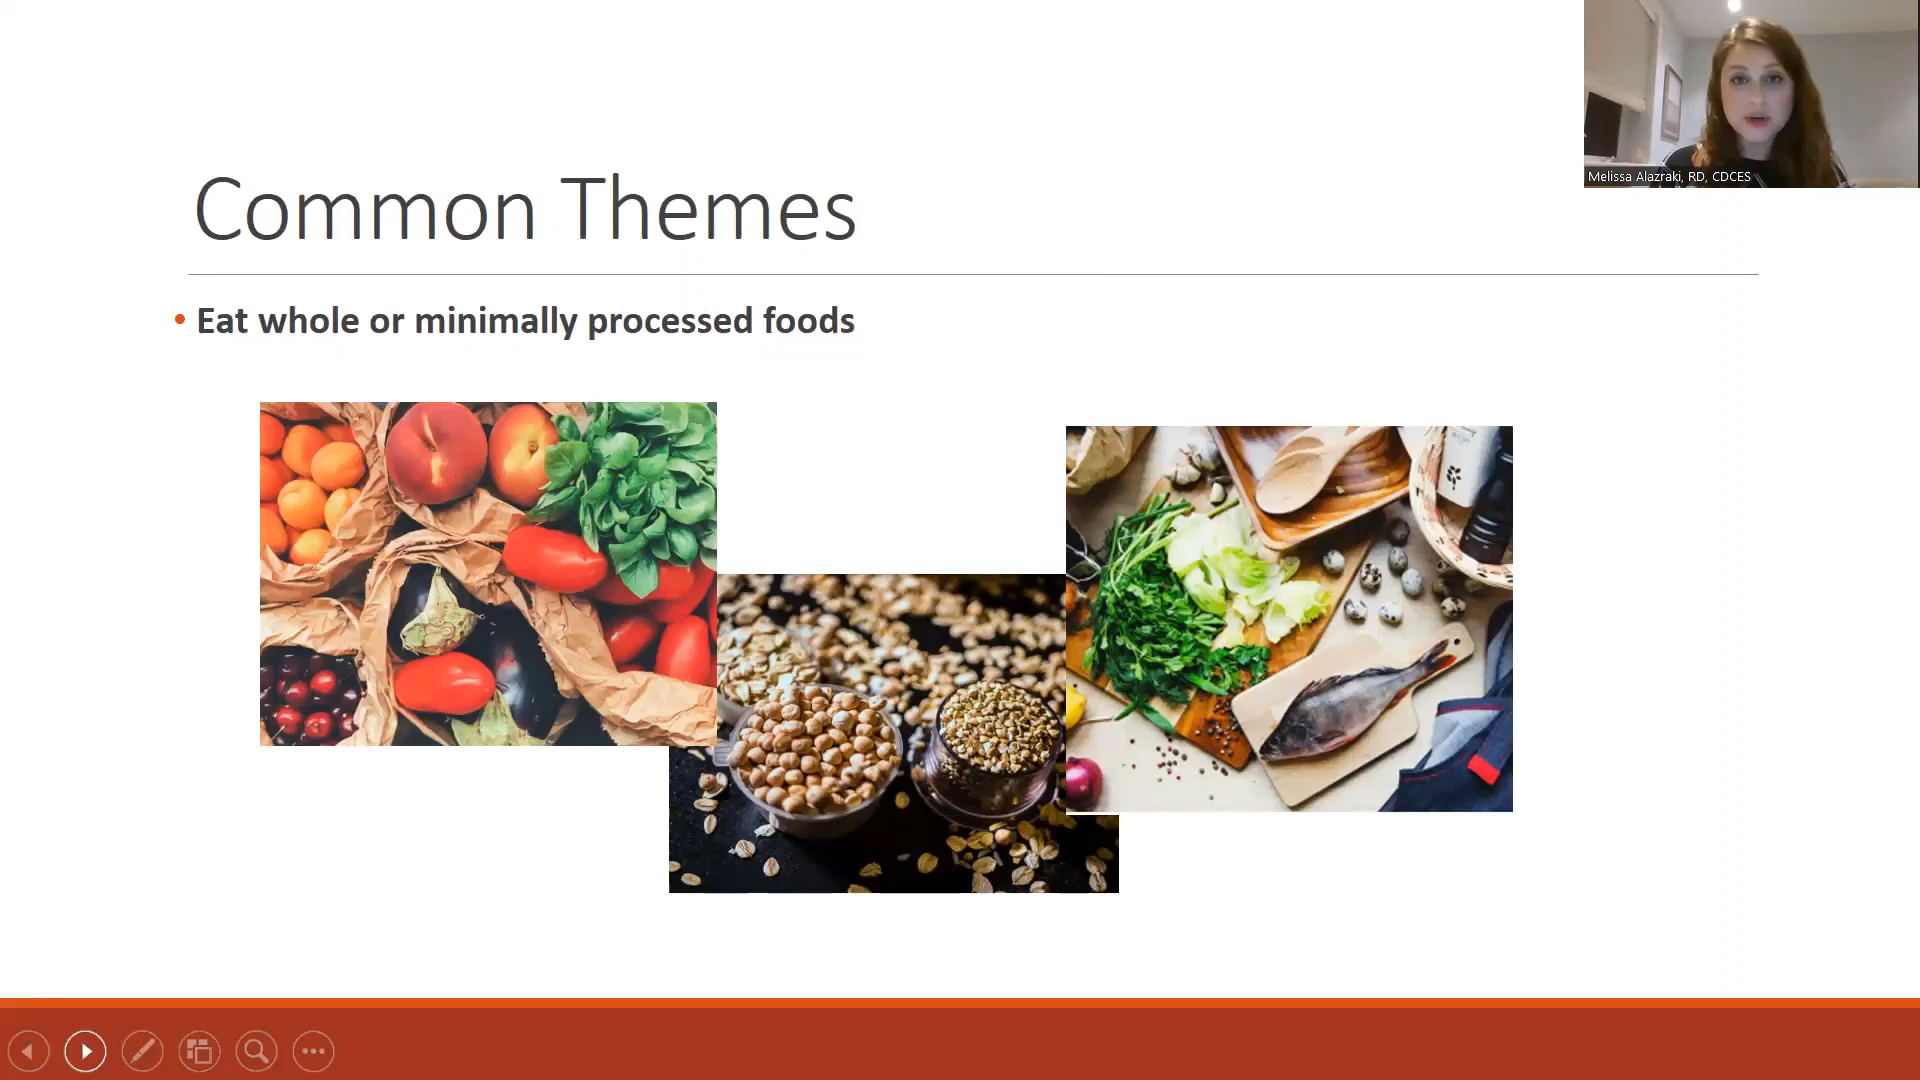 Melissa Alazraki, RD, CDCES
Common Themes
• Eat whole or minimally processed foods